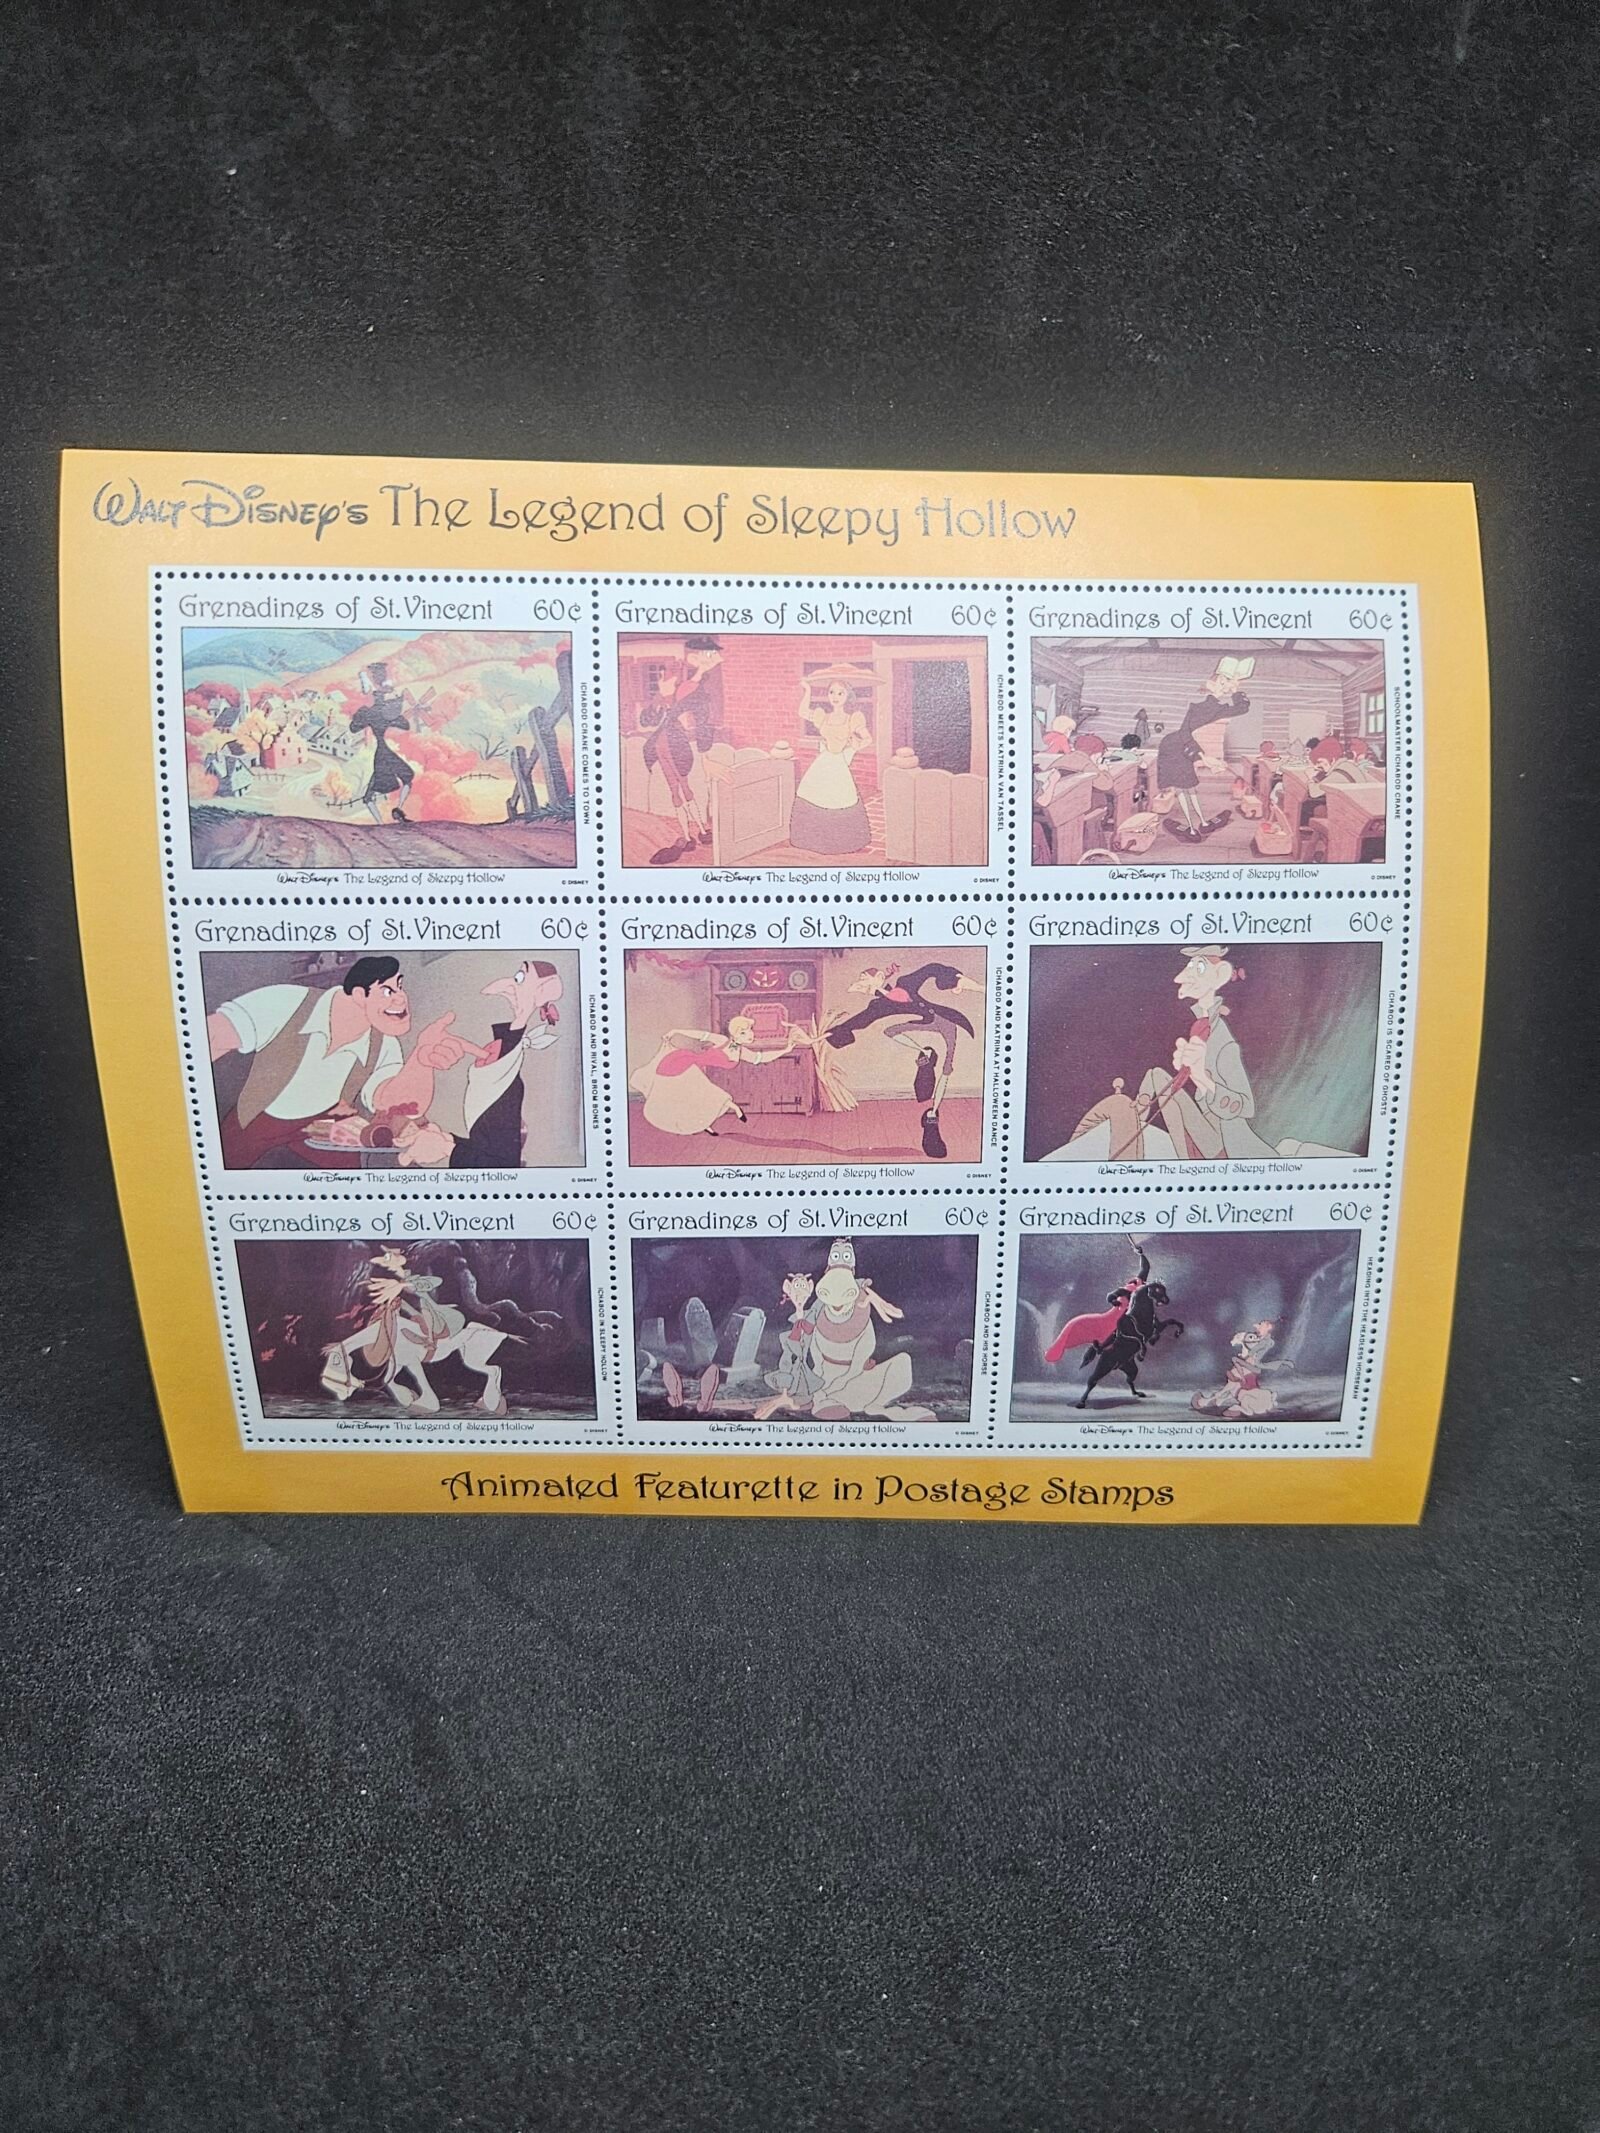 Walt Disney's The Legend of Sleepy Hollow
Grenadines of St. Vincent 60¢
ICHABOD CRANE COMES TO TOWN
Walt Disney's The Legend of Sleepy Hollow
© DISNEY
Grenadines of St. Vincent 60¢
ICHABOD MEETS KATRINA VAN TASSEL
Walt Disney's The Legend of Sleepy Hollow
© DISNEY
Grenadines of St. Vincent 60¢
SCHOOLMASTER ICHABOD CRANE
Walt Disney's The Legend of Sleepy Hollow
© DISNEY
Grenadines of St. Vincent 60¢
ICHABOD AND RIVAL, BROM BONES
Walt Disney's The Legend of Sleepy Hollow
© DISNEY
Grenadines of St. Vincent 60¢
ICHABOD AND KATRINA AT HALLOWEEN DANCE
Walt Disney's The Legend of Sleepy Hollow
© DISNEY
Grenadines of St. Vincent 60¢
ICHABOD IS SCARED OF GHOSTS
Walt Disney's The Legend of Sleepy Hollow
© DISNEY
Grenadines of St. Vincent 60¢
ICHABOD IN SLEEPY HOLLOW
Walt Disney's The Legend of Sleepy Hollow
© DISNEY
Grenadines of St. Vincent 60¢
ICHABOD AND HIS HORSE
Walt Disney's The Legend of Sleepy Hollow
© DISNEY
Grenadines of St. Vincent 60¢
HEADING INTO THE HEADLESS HORSEMAN
Walt Disney's The Legend of Sleepy Hollow
© DISNEY
Animated Featurette in Postage Stamps